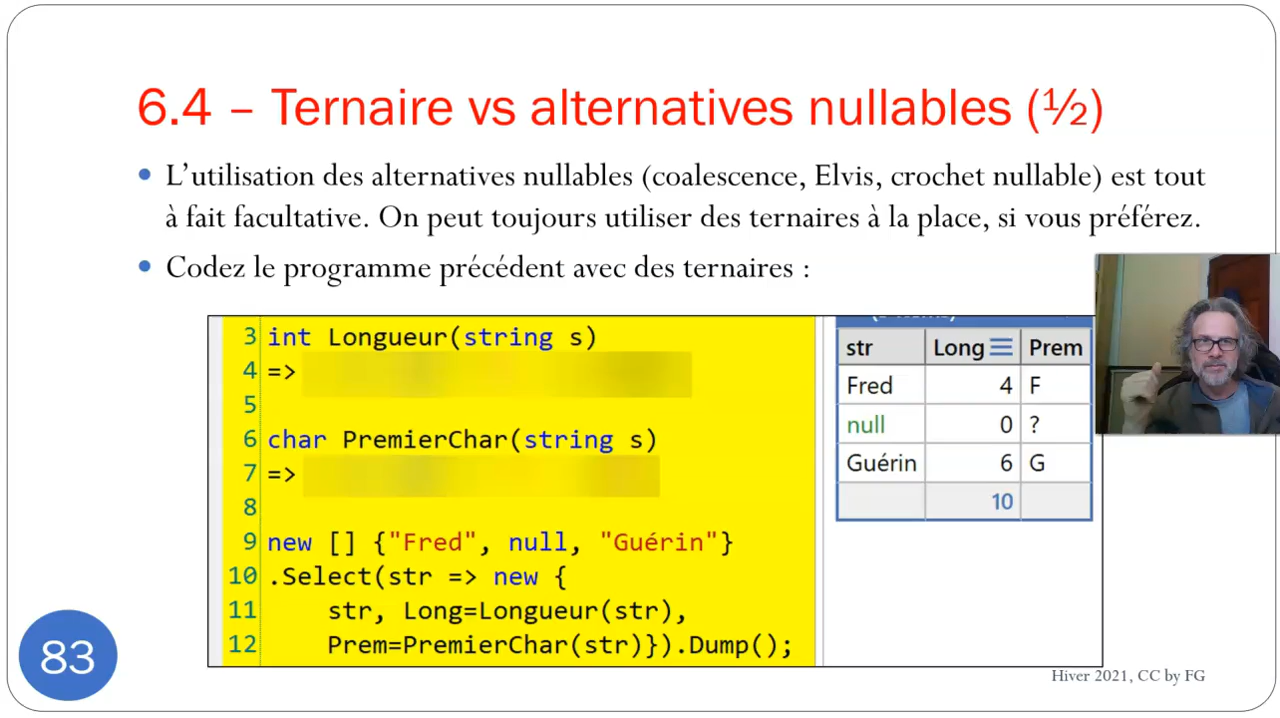 6.4 – Ternaire vs alternatives nullables (½)
• L’utilisation des alternatives nullables (coalescence, Elvis, crochet nullable) est tout
à fait facultative. On peut toujours utiliser des ternaires à la place, si vous préférez.
• Codez le programme précédent avec des ternaires :
3 int Longueur(string s)
4 =>
5
6 char PremierChar(string s)
7 =>
8
9 new [] {"Fred", null, "Guérin"}
10 .Select(str => new {
11 str, Long=Longueur(str),
12 Prem=PremierChar(str)}).Dump();
str Long Prem
Fred 4 F
null 0 ?
Guérin 6 G
10
83
Hiver 2021, CC by FG